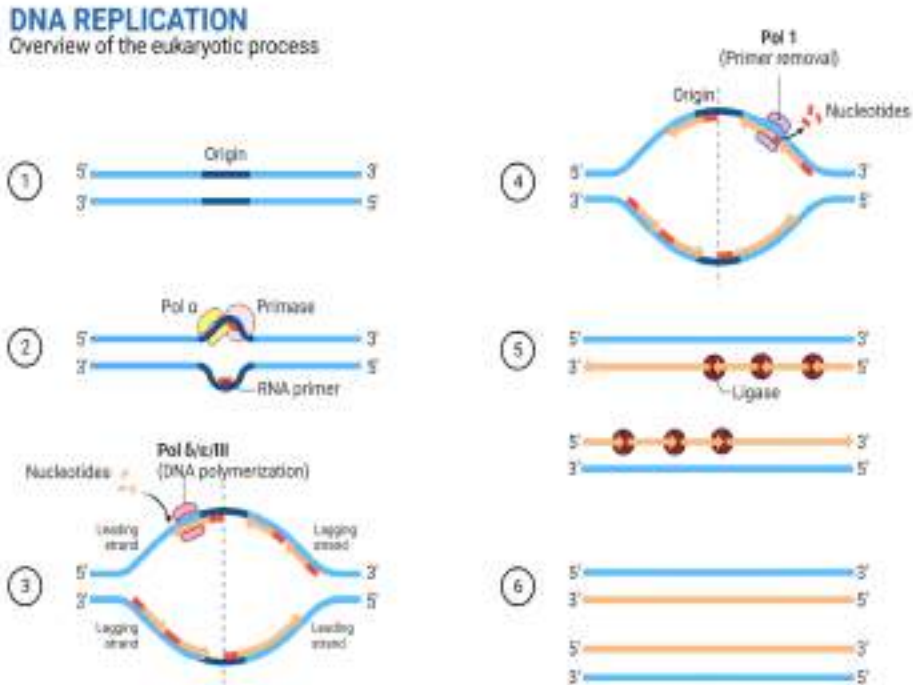 DNA REPLICATION
Overview of the eukaryotic process
1
Origin
5' 3'
3' 5'
2
Pol α Primase
5' 3'
3' 5'
RNA primer
3
Pol δ/ε/III
(DNA polymerization)
Nucleotides
Leading
strand
Lagging
strand
5' 3'
3' 5'
Lagging
strand
Leading
strand
4
Pol 1
(Primer removal)
Origin
Nucleotides
5' 3'
3' 5'
5
5' 3'
3' 5'
Ligase
5' 3'
3' 5'
6
5' 3'
3' 5'
5' 3'
3' 5'